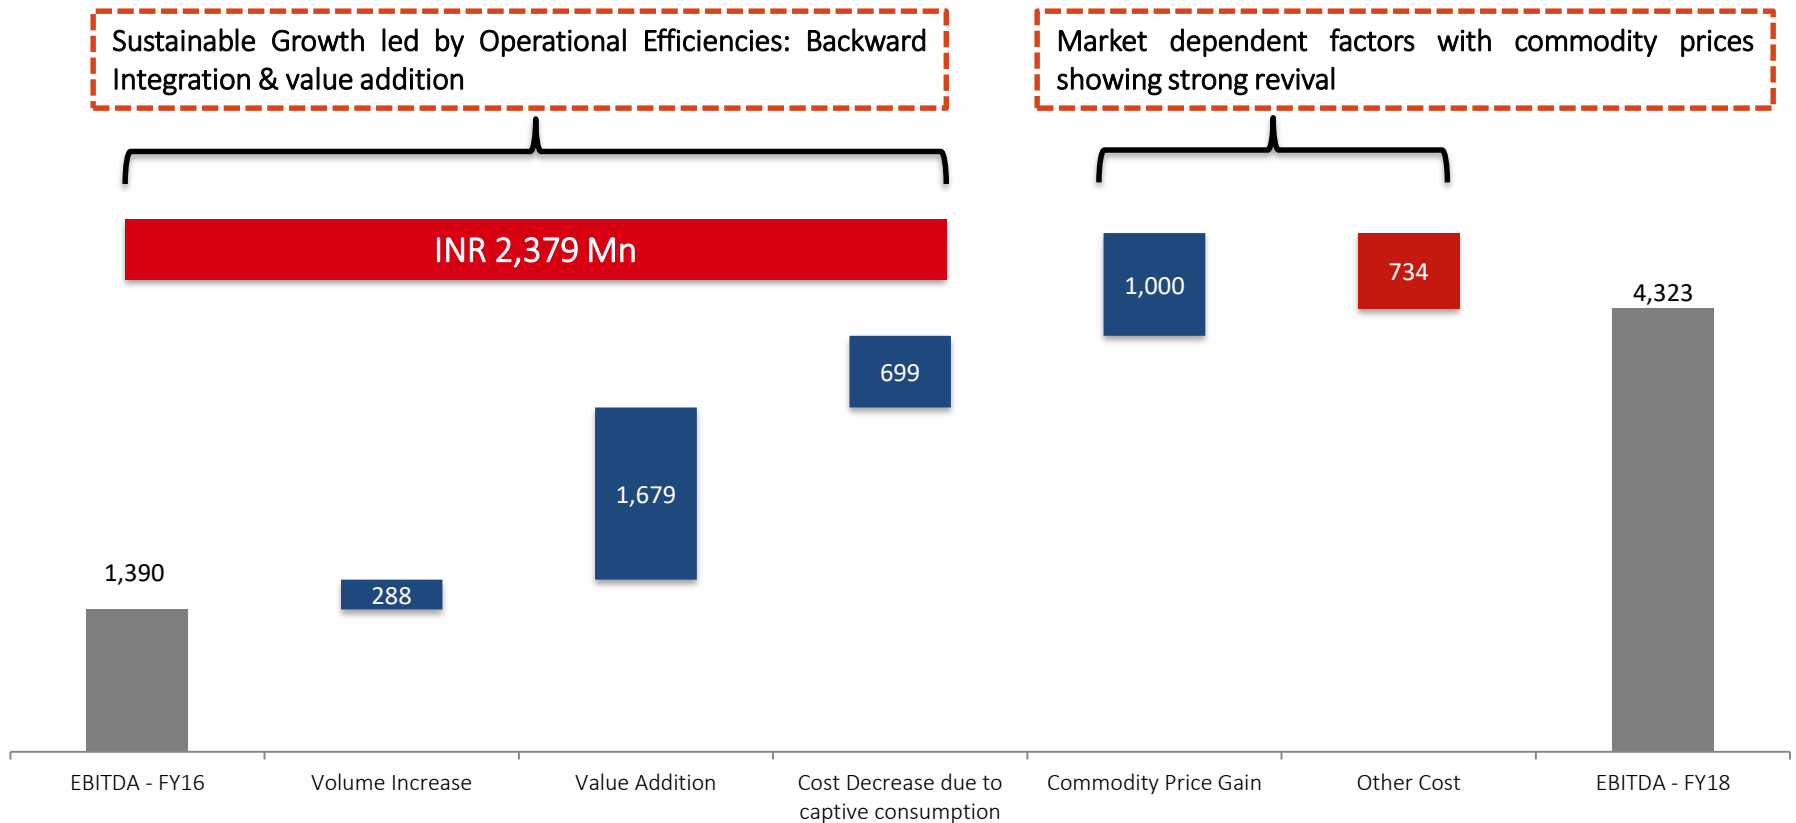 Sustainable Growth led by Operational Efficiencies: Backward
Integration & value addition
Market dependent factors with commodity prices
showing strong revival
INR 2,379 Mn
1,390
288
1,679
699
1,000
734
4,323
EBITDA - FY16
Volume Increase
Value Addition
Cost Decrease due to
captive consumption
Commodity Price Gain
Other Cost
EBITDA - FY18